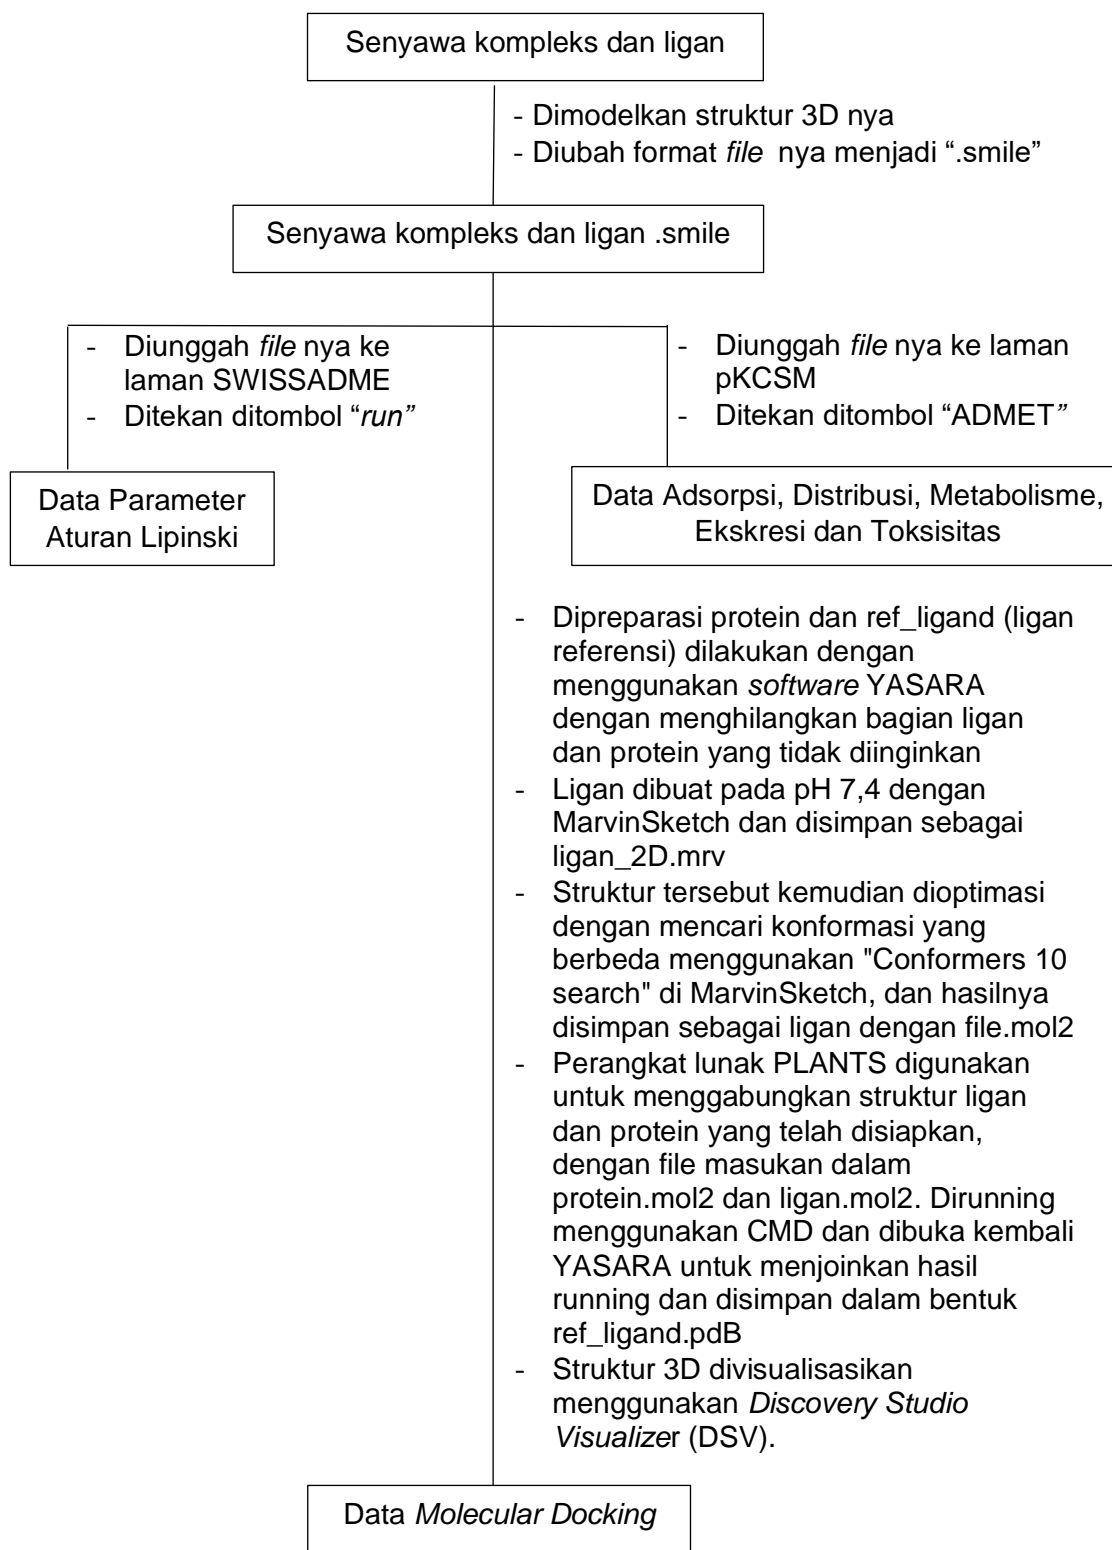 Senyawa kompleks dan ligan
- Dimodelkan struktur 3D nya
- Diubah format file nya menjadi “.smile”
Senyawa kompleks dan ligan .smile
- Diunggah file nya ke
laman SWISSADME
- Ditekan ditombol “run”
- Diunggah file nya ke laman
pKCSM
- Ditekan ditombol “ADMET”
Data Parameter
Aturan Lipinski
Data Adsorpsi, Distribusi, Metabolisme,
Ekskresi dan Toksisitas
- Dipreparasi protein dan ref_ligand (ligan
referensi) dilakukan dengan
menggunakan software YASARA
dengan menghilangkan bagian ligan
dan protein yang tidak diinginkan
- Ligan dibuat pada pH 7,4 dengan
MarvinSketch dan disimpan sebagai
ligan_2D.mrv
- Struktur tersebut kemudian dioptimasi
dengan mencari konformasi yang
berbeda menggunakan "Conformers 10
search" di MarvinSketch, dan hasilnya
disimpan sebagai ligan dengan file.mol2
- Perangkat lunak PLANTS digunakan
untuk menggabungkan struktur ligan
dan protein yang telah disiapkan,
dengan file masukan dalam
protein.mol2 dan ligan.mol2. Dirunning
menggunakan CMD dan dibuka kembali
YASARA untuk menjoinkan hasil
running dan disimpan dalam bentuk
ref_ligand.pdB
- Struktur 3D divisualisasikan
menggunakan Discovery Studio
Visualizer (DSV).
Data Molecular Docking